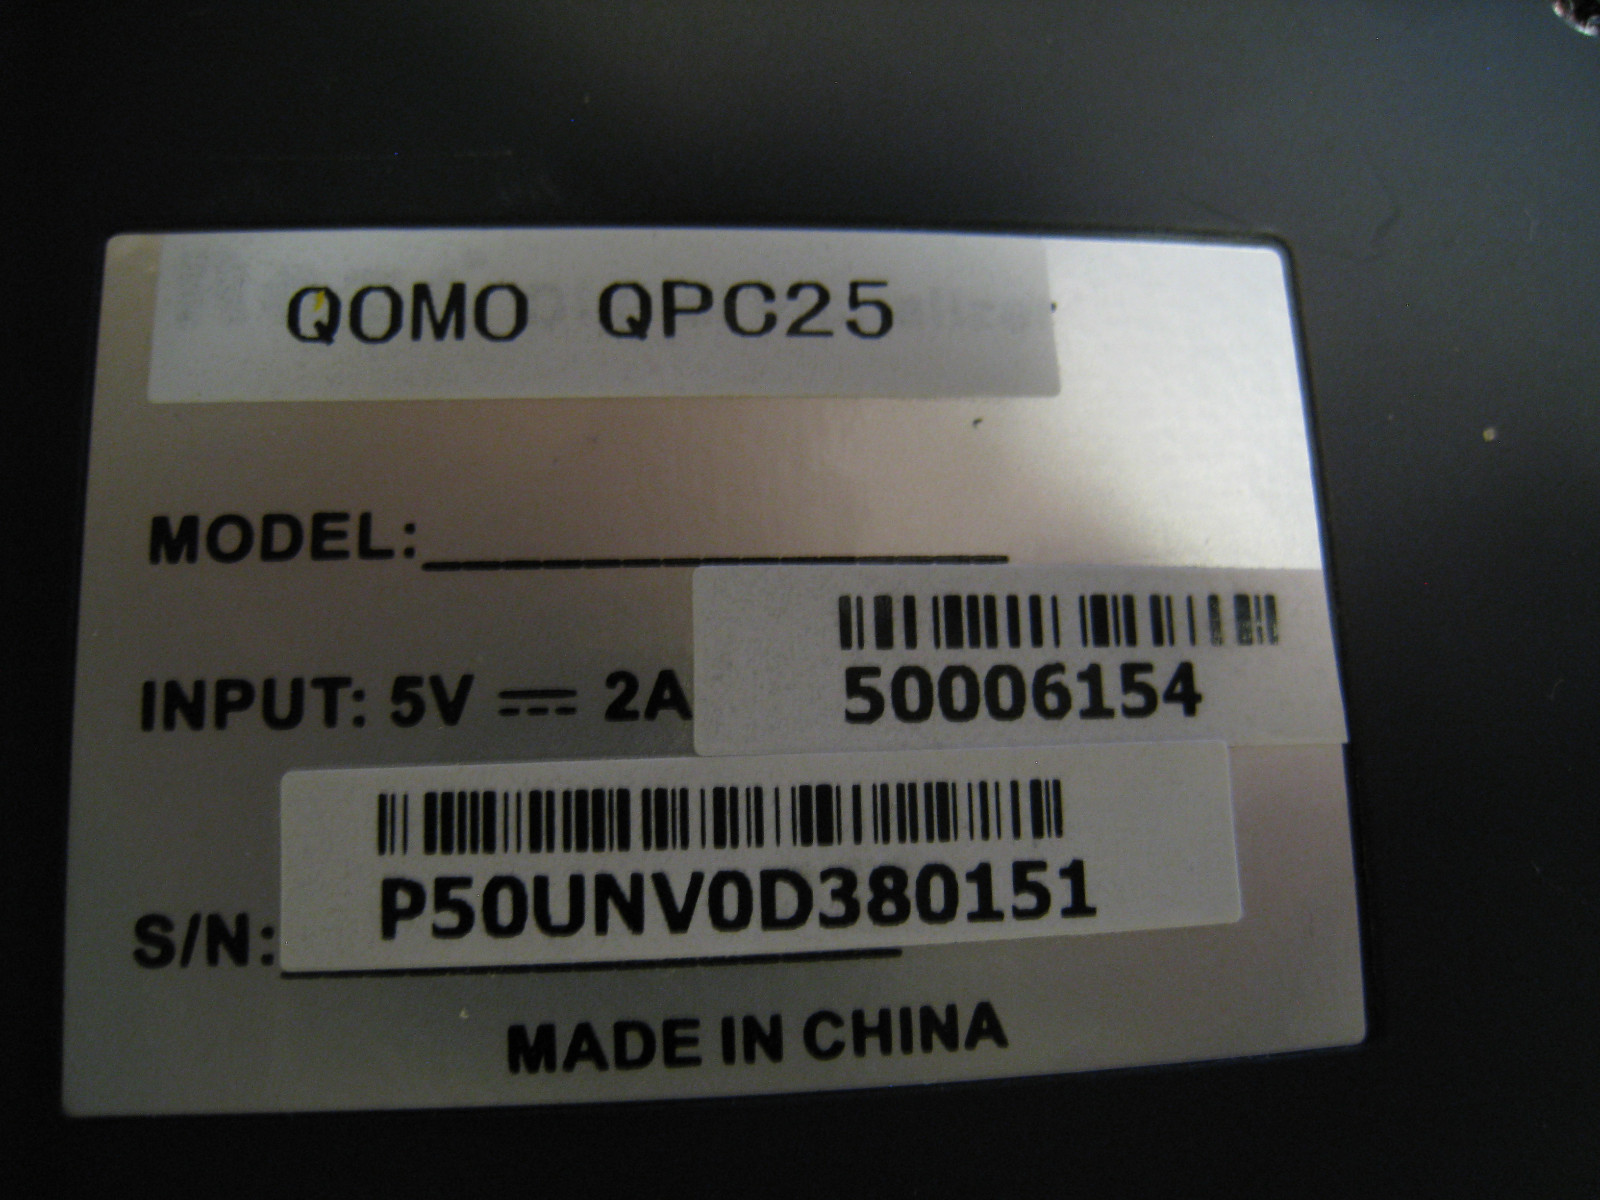 QOMO QPC25
MODEL:
INPUT: 5V ⎓ 2A
50006154
P50UNV0D380151
S/N:
MADE IN CHINA